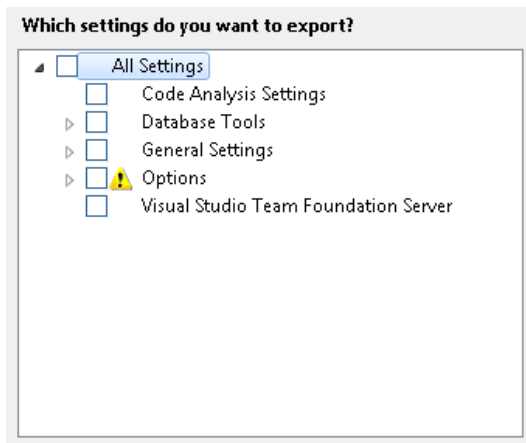 Which settings do you want to export?
All Settings
Code Analysis Settings
Database Tools
General Settings
Options
Visual Studio Team Foundation Server